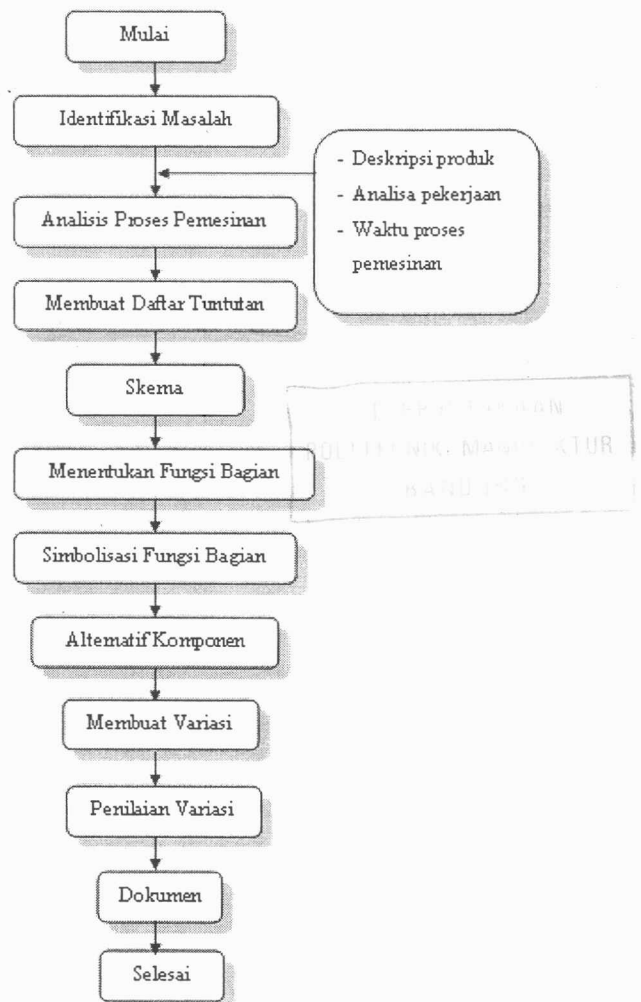 Mulai
Identifikasi Masalah
- Deskripsi produk
- Analisa pekerjaan
- Waktu proses
pemesinan
Analisis Proses Pemesinan
Membuat Daftar Tuntutan
Skema
Menentukan Fungsi Bagian
Simbolisasi Fungsi Bagian
Alternatif Komponen
Membuat Variasi
Penilaian Variasi
Dokumen
Selesai